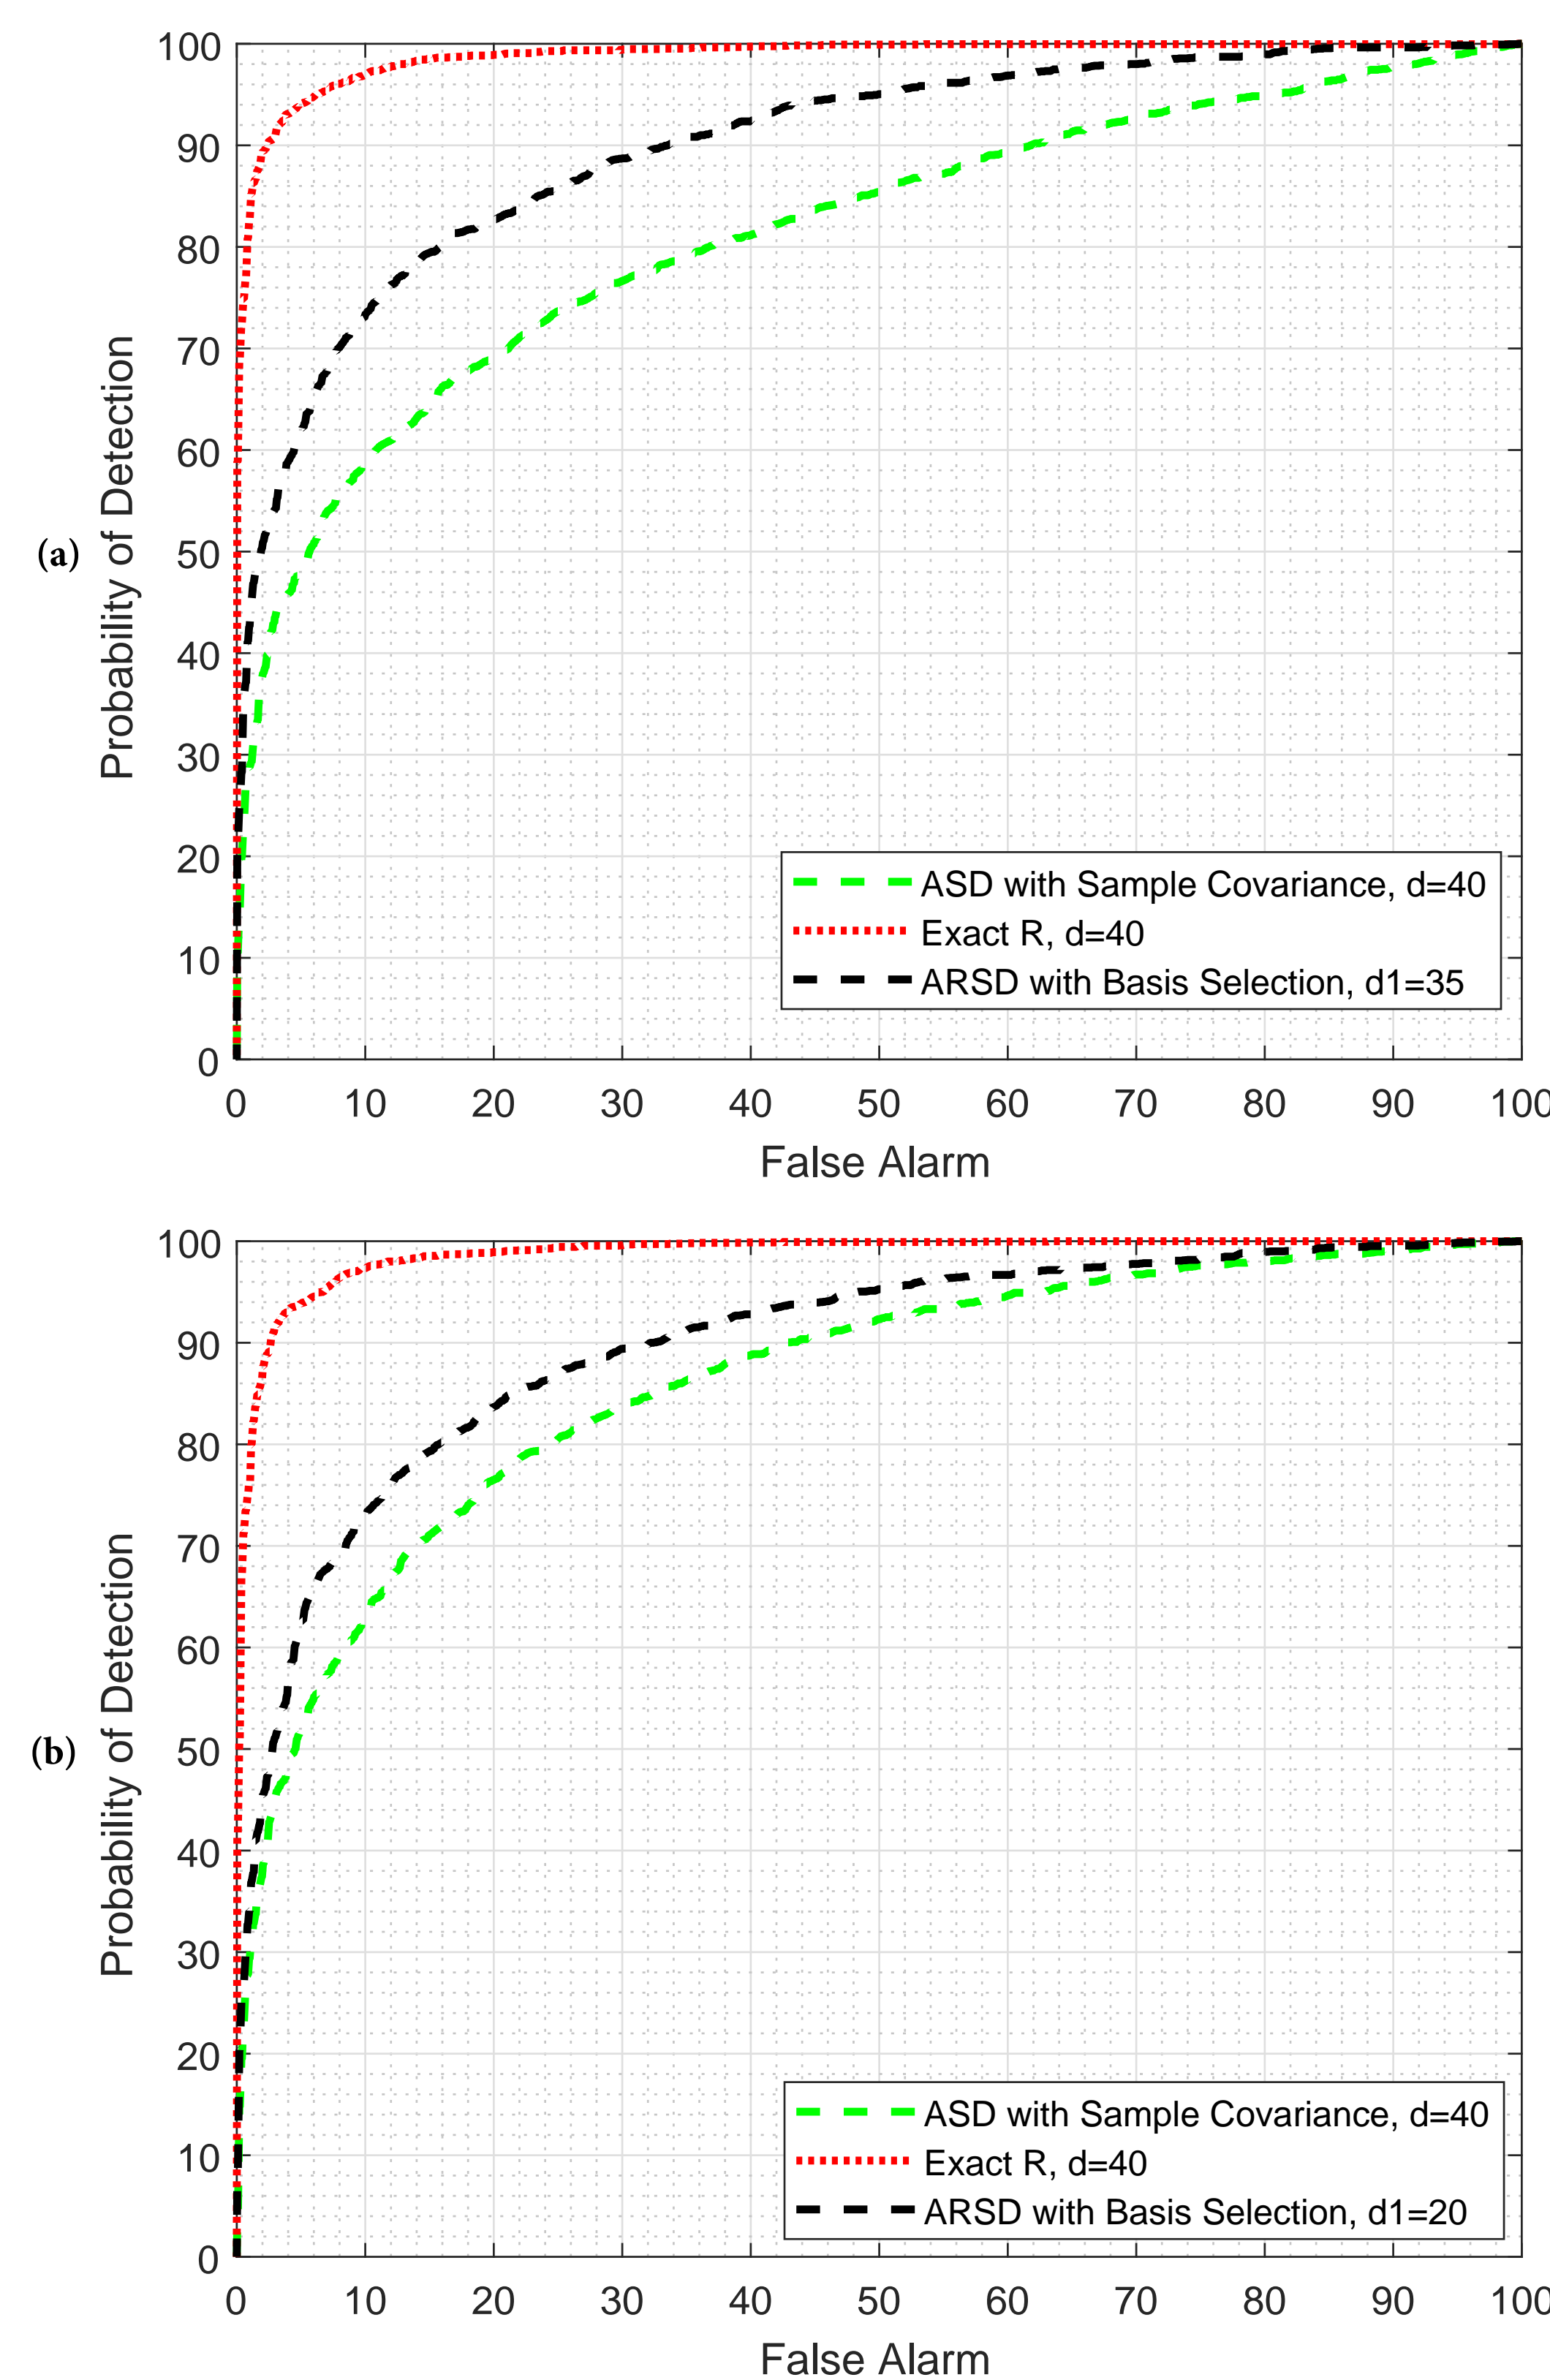 100
90
80
70
60
50
40
30
20
10
0
(a)
Probability of Detection
ASD with Sample Covariance, d=40
Exact R, d=40
ARSD with Basis Selection, d1=35
0 10 20 30 40 50 60 70 80 90 100
False Alarm
100
90
80
70
60
50
40
30
20
10
0
(b)
Probability of Detection
ASD with Sample Covariance, d=40
Exact R, d=40
ARSD with Basis Selection, d1=20
0 10 20 30 40 50 60 70 80 90 100
False Alarm